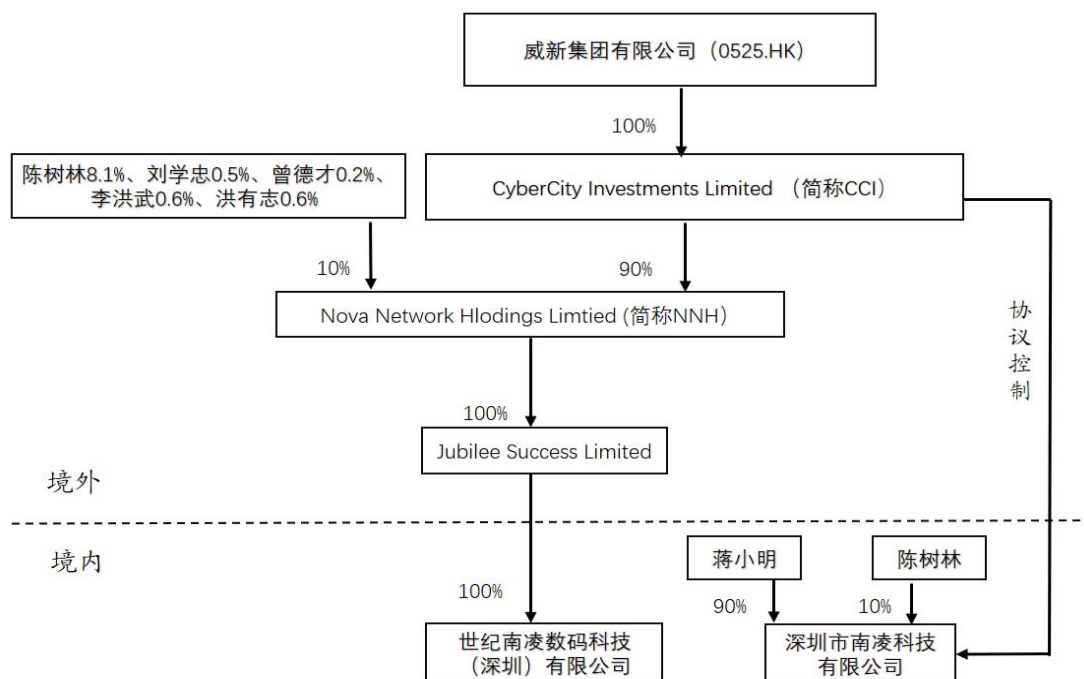 威新集团有限公司（0525.HK）
100%
陈树林8.1%、刘学忠0.5%、曾德才0.2%、
李洪武0.6%、洪有志0.6%
CyberCity Investments Limited （简称CCI）
10%
90%
Nova Network Hlodings Limtied (简称NNH）
协议控制
100%
Jubilee Success Limited
境外
境内
蒋小明
陈树林
100%
90%
10%
世纪南凌数码科技
（深圳）有限公司
深圳市南凌科技
有限公司